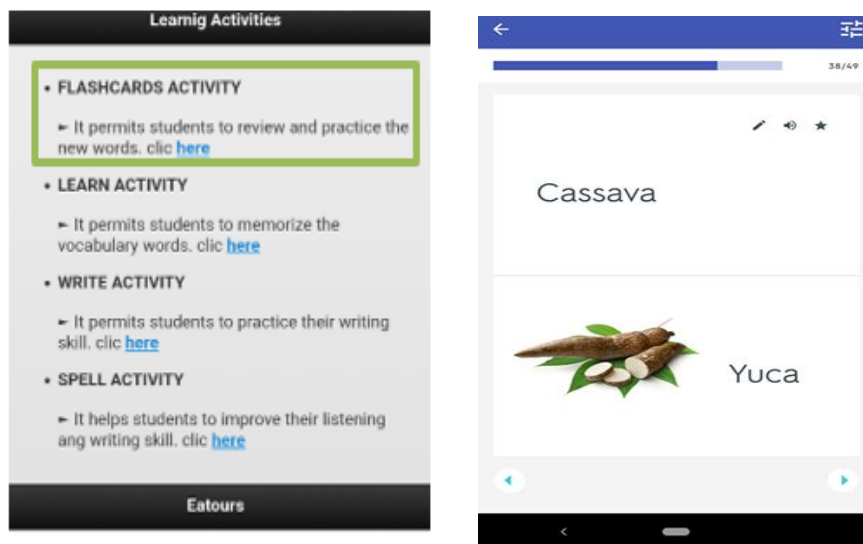 Learnig Activities
• FLASHCARDS ACTIVITY
► It permits students to review and practice the
new words. clic here
• LEARN ACTIVITY
► It permits students to memorize the
vocabulary words. clic here
• WRITE ACTIVITY
► It permits students to practice their writing
skill. clic here
• SPELL ACTIVITY
► It helps students to improve their listening
ang writing skill. clic here
Eatours
38/49
Cassava
Yuca